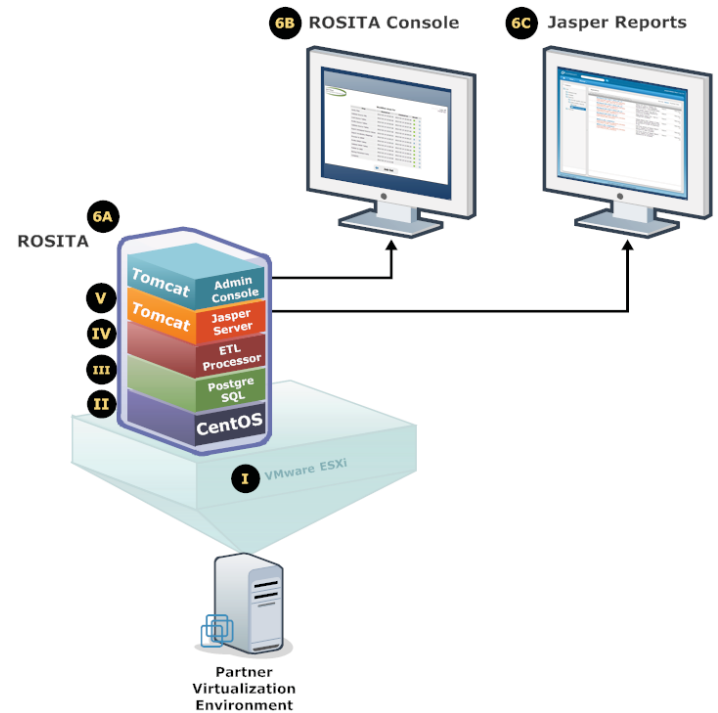 6B ROSITA Console
6C Jasper Reports
6A
ROSITA
Tomcat
Admin
Console
V
Tomcat
Jasper
Server
IV
ETL
Processor
III
Postgre
SQL
II
CentOS
I
VMware ESXi
Partner
Virtualization
Environment